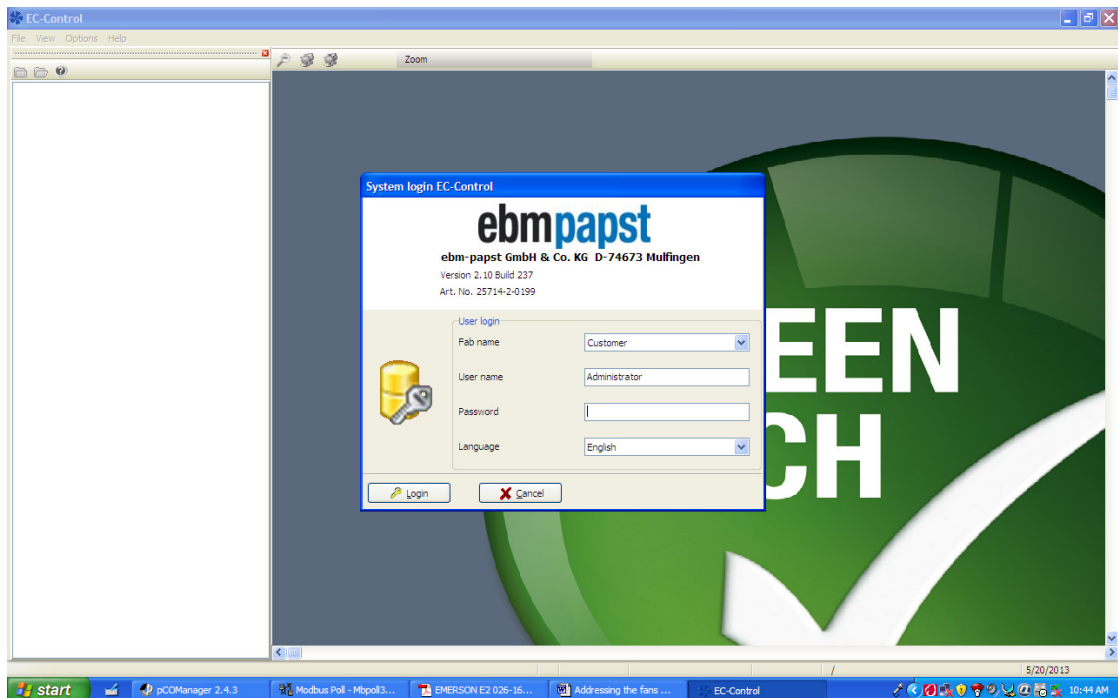 EC-Control
File View Options Help
Zoom
System login EC-Control
ebmpapst
ebm-papst GmbH & Co. KG D-74673 Mulfingen
Version 2.10 Build 237
Art. No. 25714-2-0199
User login
Fab name Customer
User name Administrator
Password
Language English
Login Cancel
EEN
CH
/ 5/20/2013
start pCOManager 2.4.3 Modbus Poll - Mbpoll3... EMERSON E2 026-16... Addressing the fans ... EC-Control 10:44 AM